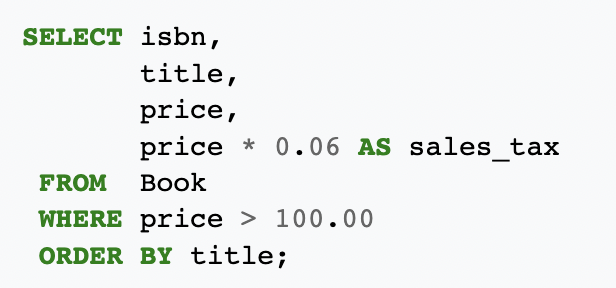 SELECT isbn,
       title,
       price,
       price * 0.06 AS sales_tax
 FROM  Book
 WHERE price > 100.00
 ORDER BY title;